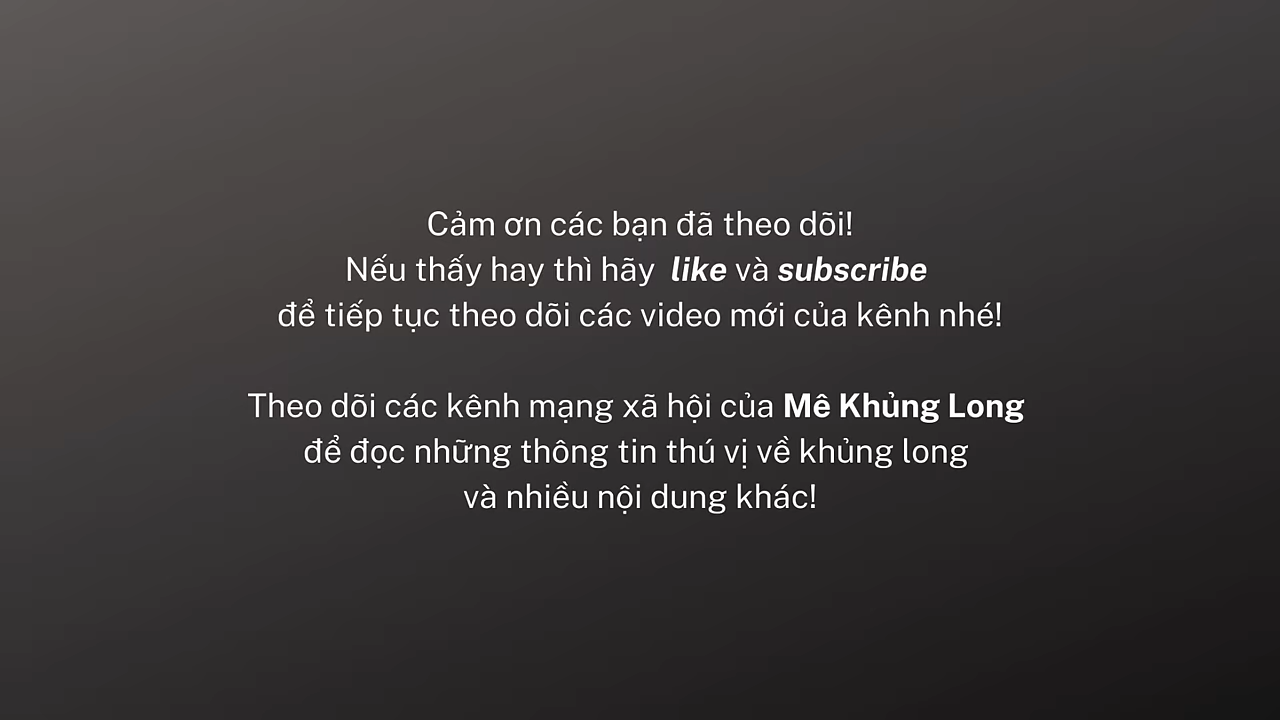 Cảm ơn các bạn đã theo dõi!
Nếu thấy hay thì hãy like và subscribe
để tiếp tục theo dõi các video mới của kênh nhé!
Theo dõi các kênh mạng xã hội của Mê Khủng Long
để đọc những thông tin thú vị về khủng long
và nhiều nội dung khác!